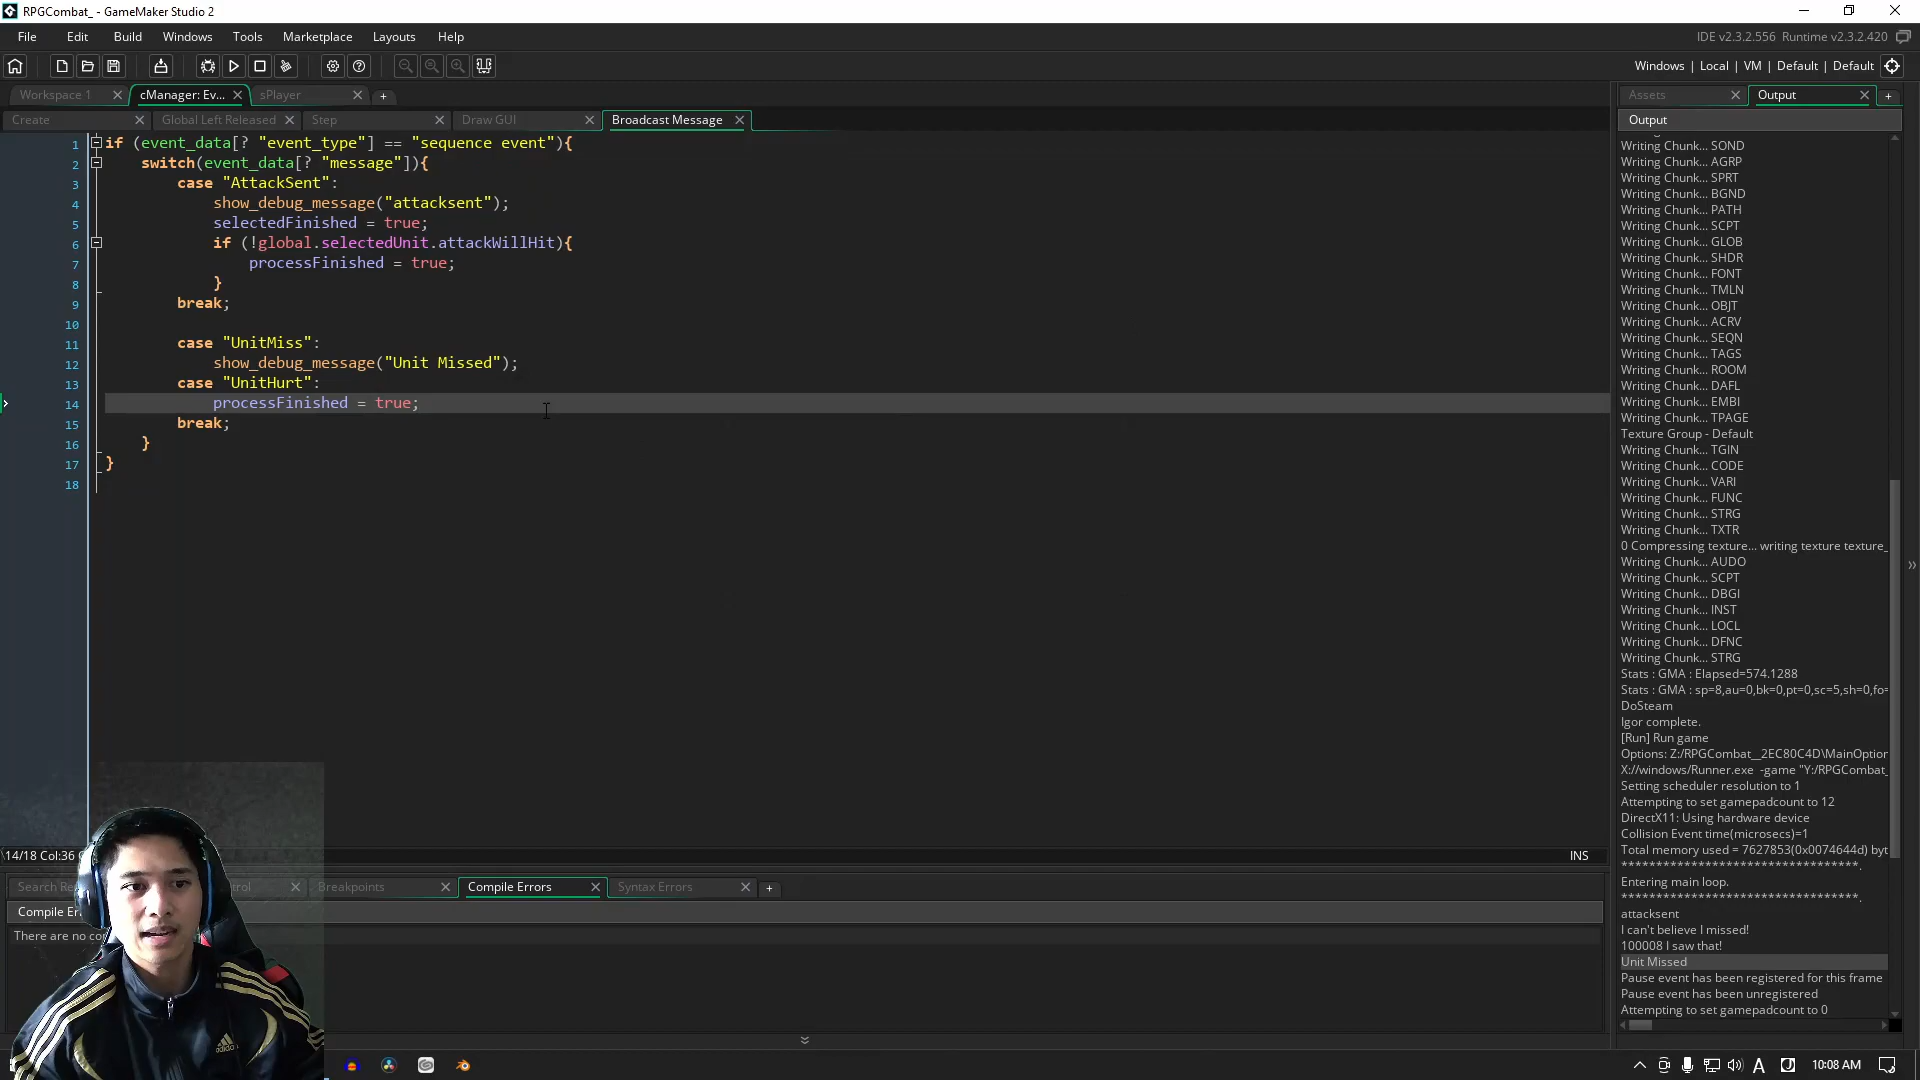 RPGCombat_ - GameMaker Studio 2
File Edit Build Windows Tools Marketplace Layouts Help
IDE v2.3.2.556 Runtime v2.3.2.420
Windows | Local | VM | Default | Default
Workspace 1
cManager: Ev...
sPlayer
Assets
Output
Create
Global Left Released
Step
Draw GUI
Broadcast Message
Output
1 if (event_data[? "event_type"] == "sequence event"){
2 switch(event_data[? "message"]){
3 case "AttackSent":
4 show_debug_message("attacksent");
5 selectedFinished = true;
6 if (!global.selectedUnit.attackWillHit){
7 processFinished = true;
8 }
9 break;
10
11 case "UnitMiss":
12 show_debug_message("Unit Missed");
13 case "UnitHurt":
14 processFinished = true;
15 break;
16 }
17 }
18
Writing Chunk... SOND
Writing Chunk... AGRP
Writing Chunk... SPRT
Writing Chunk... BGND
Writing Chunk... PATH
Writing Chunk... SCPT
Writing Chunk... GLOB
Writing Chunk... SHDR
Writing Chunk... FONT
Writing Chunk... TMLN
Writing Chunk... OBJT
Writing Chunk... ACRV
Writing Chunk... SEQN
Writing Chunk... TAGS
Writing Chunk... ROOM
Writing Chunk... DAFL
Writing Chunk... EMBI
Writing Chunk... TPAGE
Texture Group - Default
Writing Chunk... TGIN
Writing Chunk... CODE
Writing Chunk... VARI
Writing Chunk... FUNC
Writing Chunk... STRG
Writing Chunk... TXTR
0 Compressing texture... writing texture texture_
Writing Chunk... AUDO
Writing Chunk... SCPT
Writing Chunk... DBGI
Writing Chunk... INST
Writing Chunk... LOCL
Writing Chunk... DFNC
Writing Chunk... STRG
Stats : GMA : Elapsed=574.1288
Stats : GMA : sp=8,au=0,bk=0,pt=0,sc=5,sh=0,fo=
DoSteam
Igor complete.
[Run] Run game
Options: Z:/RPGCombat__2EC80C4D\MainOption
X://windows/Runner.exe -game "Y:/RPGCombat_
Setting scheduler resolution to 1
Attempting to set gamepadcount to 12
DirectX11: Using hardware device
Collision Event time(microsecs)=1
Total memory used = 7627853(0x0074644d) byt
**********************************.
Entering main loop.
**********************************.
attacksent
I can't believe I missed!
100008 I saw that!
Unit Missed
Pause event has been registered for this frame
Pause event has been unregistered
Attempting to set gamepadcount to 0
14/18 Col:36
INS
Search Re
trol
Breakpoints
Compile Errors
Syntax Errors
Compile Er
There are no co
10:08 AM